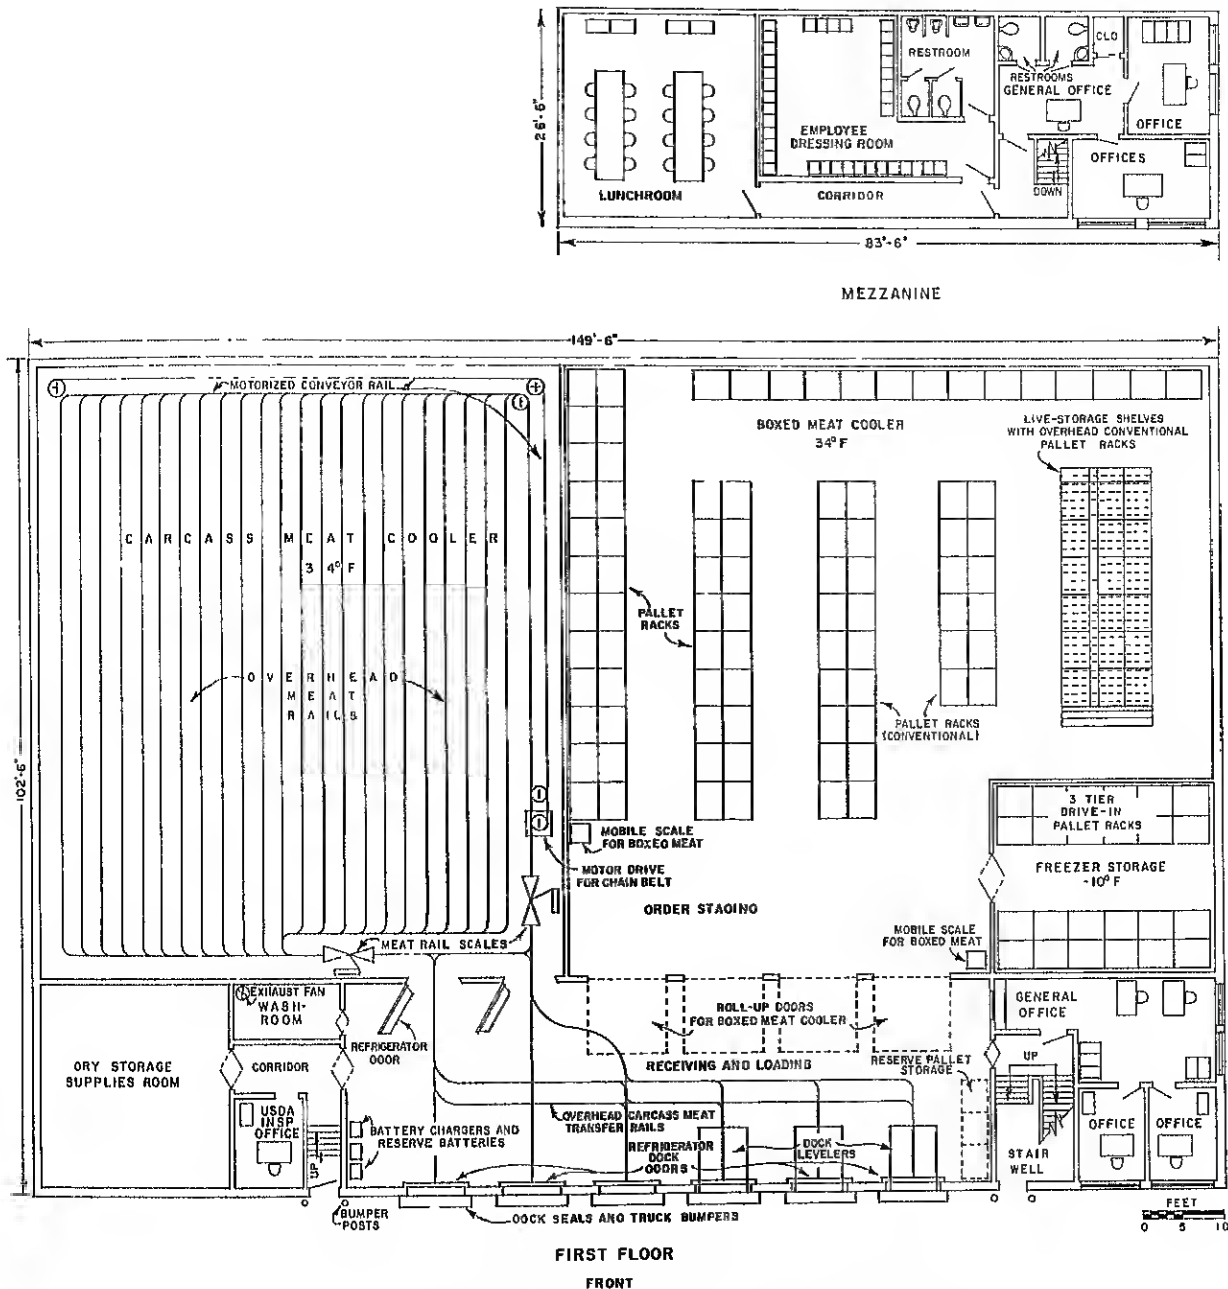 26'-6"
RESTROOM
CLO
RESTROOMS
GENERAL OFFICE
OFFICE
EMPLOYEE
DRESSING ROOM
OFFICES
LUNCHROOM
CORRIDOR
DOWN
83'-6"
MEZZANINE
149'-6"
MOTORIZED CONVEYOR RAIL
BOXED MEAT COOLER
34°F
LIVE-STORAGE SHELVES
WITH OVERHEAD CONVENTIONAL
PALLET RACKS
CARCASS MEAT COOLER
34°F
PALLET
RACKS
OVERHEAD
MEAT
RAILS
PALLET RACKS
(CONVENTIONAL)
102'-6"
3 TIER
DRIVE-IN
PALLET RACKS
MOBILE SCALE
FOR BOXED MEAT
MOTOR DRIVE
FOR CHAIN BELT
FREEZER STORAGE
-10°F
ORDER STAGING
MEAT RAIL SCALES
MOBILE SCALE
FOR BOXED MEAT
EXHAUST FAN
WASH-
ROOM
REFRIGERATOR
DOOR
ROLL-UP DOORS
FOR BOXED MEAT COOLER
GENERAL
OFFICE
DRY STORAGE
SUPPLIES ROOM
CORRIDOR
RECEIVING AND LOADING
RESERVE PALLET
STORAGE
UP
USDA
INSP
OFFICE
UP
BATTERY CHARGERS AND
RESERVE BATTERIES
OVERHEAD CARCASS MEAT
TRANSFER RAILS
REFRIGERATOR
DOCK
DOORS
DOCK
LEVELERS
OFFICE
OFFICE
STAIR
WELL
BUMPER
POSTS
DOCK SEALS AND TRUCK BUMPERS
FEET
0 5 10
FIRST FLOOR
FRONT